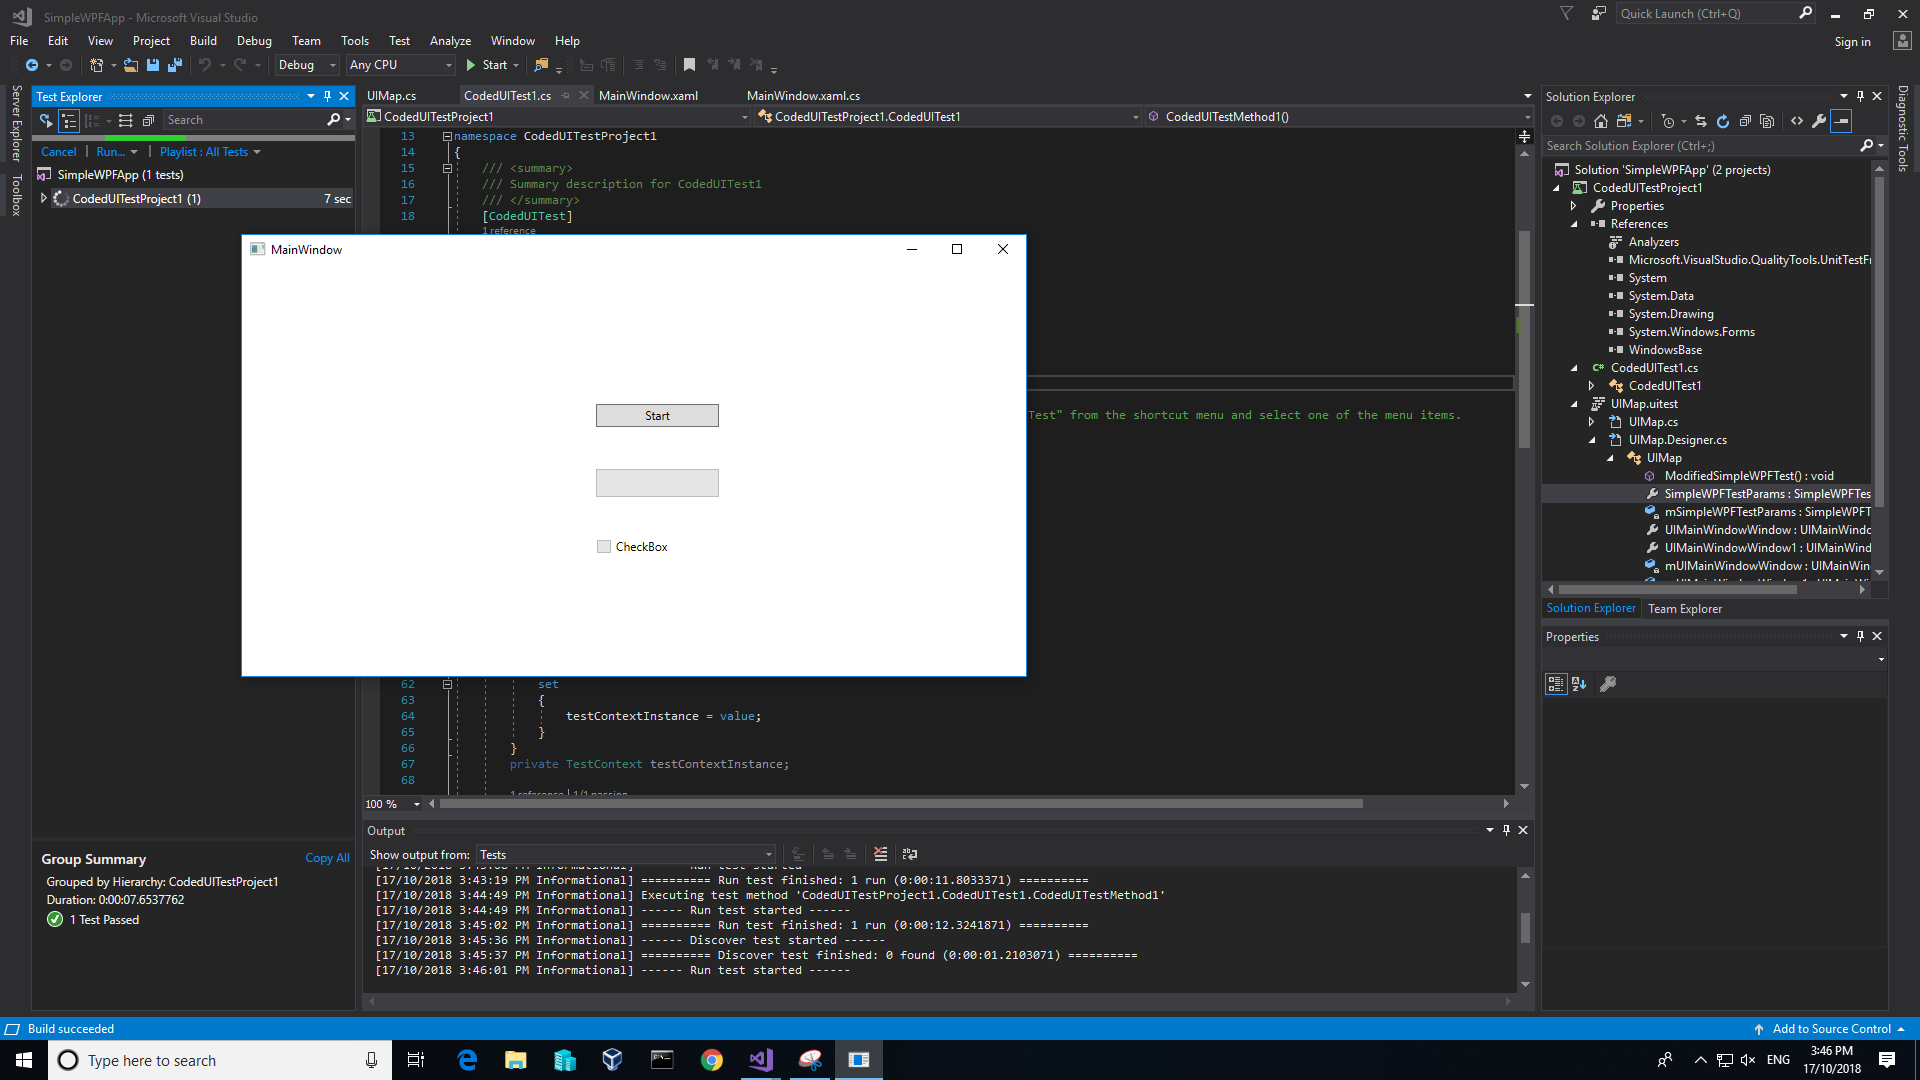 SimpleWPFApp - Microsoft Visual Studio
Quick Launch (Ctrl+Q)
File Edit View Project Build Debug Team Tools Test Analyze Window Help
Sign in
Debug Any CPU Start
Server Explorer
Toolbox
Test Explorer
Search
Cancel Run... Playlist : All Tests
SimpleWPFApp (1 tests)
CodedUITestProject1 (1) 7 sec
Group Summary Copy All
Grouped by Hierarchy: CodedUITestProject1
Duration: 0:00:07.6537762
1 Test Passed
UIMap.cs CodedUITest1.cs MainWindow.xaml MainWindow.xaml.cs
CodedUITestProject1 CodedUITestProject1.CodedUITest1 CodedUITestMethod1()
13 namespace CodedUITestProject1
14 {
15 /// <summary>
16 /// Summary description for CodedUITest1
17 /// </summary>
18 [CodedUITest]
1 reference
MainWindow
Start
CheckBox
Test" from the shortcut menu and select one of the menu items.
62 set
63 {
64 testContextInstance = value;
65 }
66 }
67 private TestContext testContextInstance;
68
1 reference | 1/1 passing
100 %
Output
Show output from: Tests
[17/10/2018 3:43:19 PM Informational] ========== Run test finished: 1 run (0:00:11.8033371) ==========
[17/10/2018 3:44:49 PM Informational] Executing test method 'CodedUITestProject1.CodedUITest1.CodedUITestMethod1'
[17/10/2018 3:44:49 PM Informational] ------ Run test started ------
[17/10/2018 3:45:02 PM Informational] ========== Run test finished: 1 run (0:00:12.3241871) ==========
[17/10/2018 3:45:36 PM Informational] ------ Discover test started ------
[17/10/2018 3:45:37 PM Informational] ========== Discover test finished: 0 found (0:00:01.2103071) ==========
[17/10/2018 3:46:01 PM Informational] ------ Run test started ------
Solution Explorer
Search Solution Explorer (Ctrl+;)
Solution 'SimpleWPFApp' (2 projects)
CodedUITestProject1
Properties
References
Analyzers
Microsoft.VisualStudio.QualityTools.UnitTestFr
System
System.Data
System.Drawing
System.Windows.Forms
WindowsBase
C# CodedUITest1.cs
CodedUITest1
UIMap.uitest
UIMap.cs
UIMap.Designer.cs
UIMap
ModifiedSimpleWPFTest() : void
SimpleWPFTestParams : SimpleWPFTes
mSimpleWPFTestParams : SimpleWPFT
UIMainWindowWindow : UIMainWindo
UIMainWindowWindow1 : UIMainWind
mUIMainWindowWindow : UIMainWin
Solution Explorer Team Explorer
Properties
Diagnostic Tools
Build succeeded
Add to Source Control
Type here to search
ENG
3:46 PM
17/10/2018